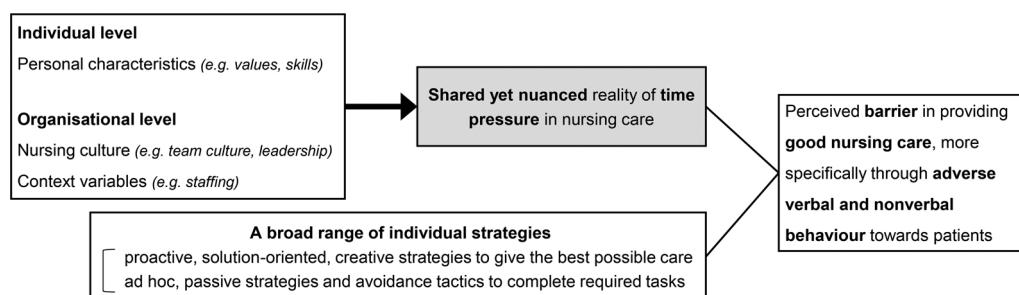 Individual level
Personal characteristics (e.g. values, skills)
Organisational level
Nursing culture (e.g. team culture, leadership)
Context variables (e.g. staffing)
Shared yet nuanced reality of time
pressure in nursing care
A broad range of individual strategies
proactive, solution-oriented, creative strategies to give the best possible care
ad hoc, passive strategies and avoidance tactics to complete required tasks
Perceived barrier in providing
good nursing care, more
specifically through adverse
verbal and nonverbal
behaviour towards patients